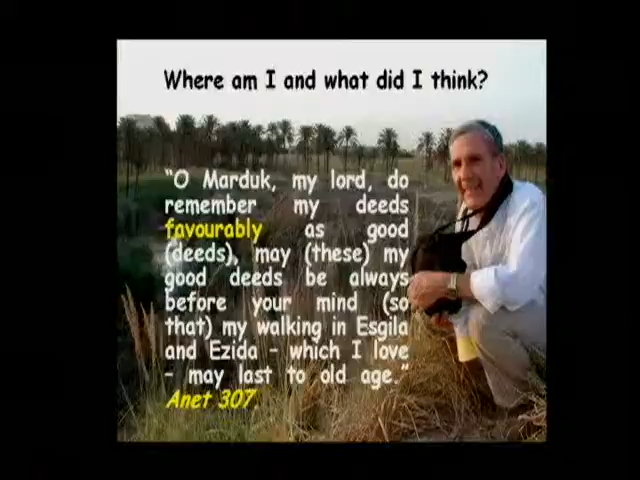 Where am I and what did I think?
"O Marduk, my lord, do
remember my deeds
favourably as good
(deeds), may (these) my
good deeds be always
before your mind (so
that) my walking in Esgila
and Ezida – which I love
– may last to old age."
Anet 307.